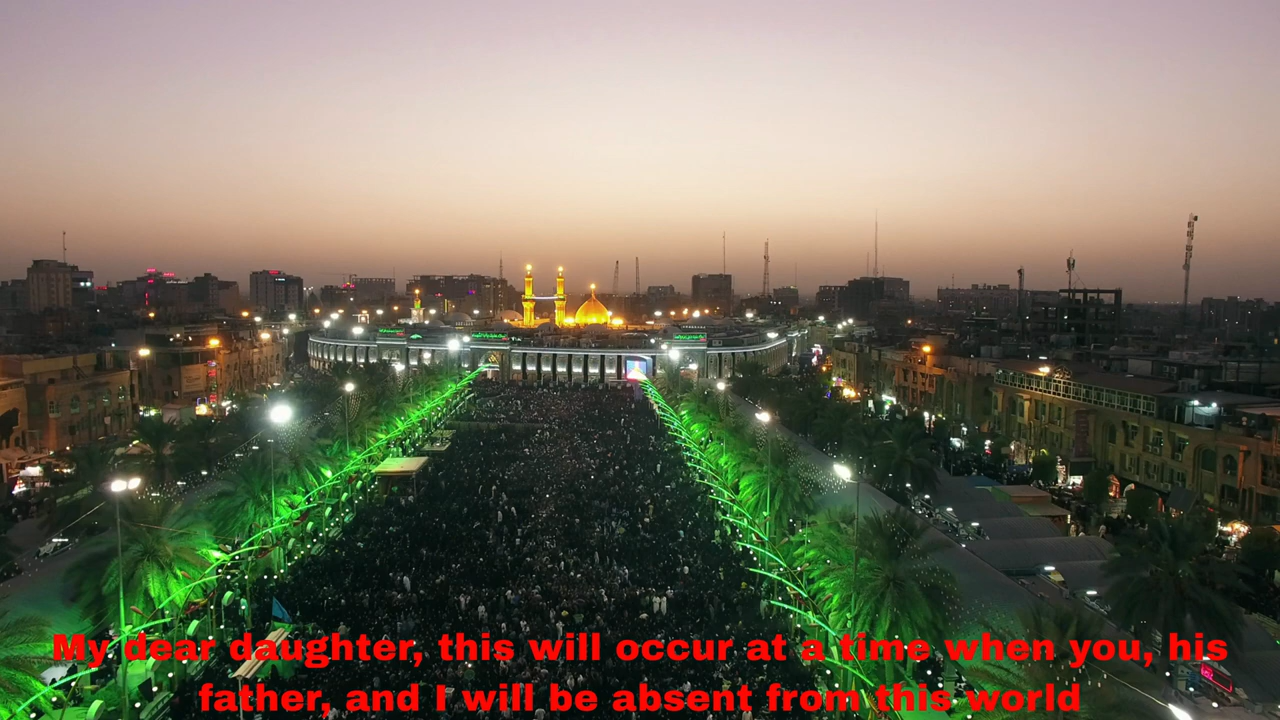 My dear daughter, this will occur at a time when you, his
father, and I will be absent from this world